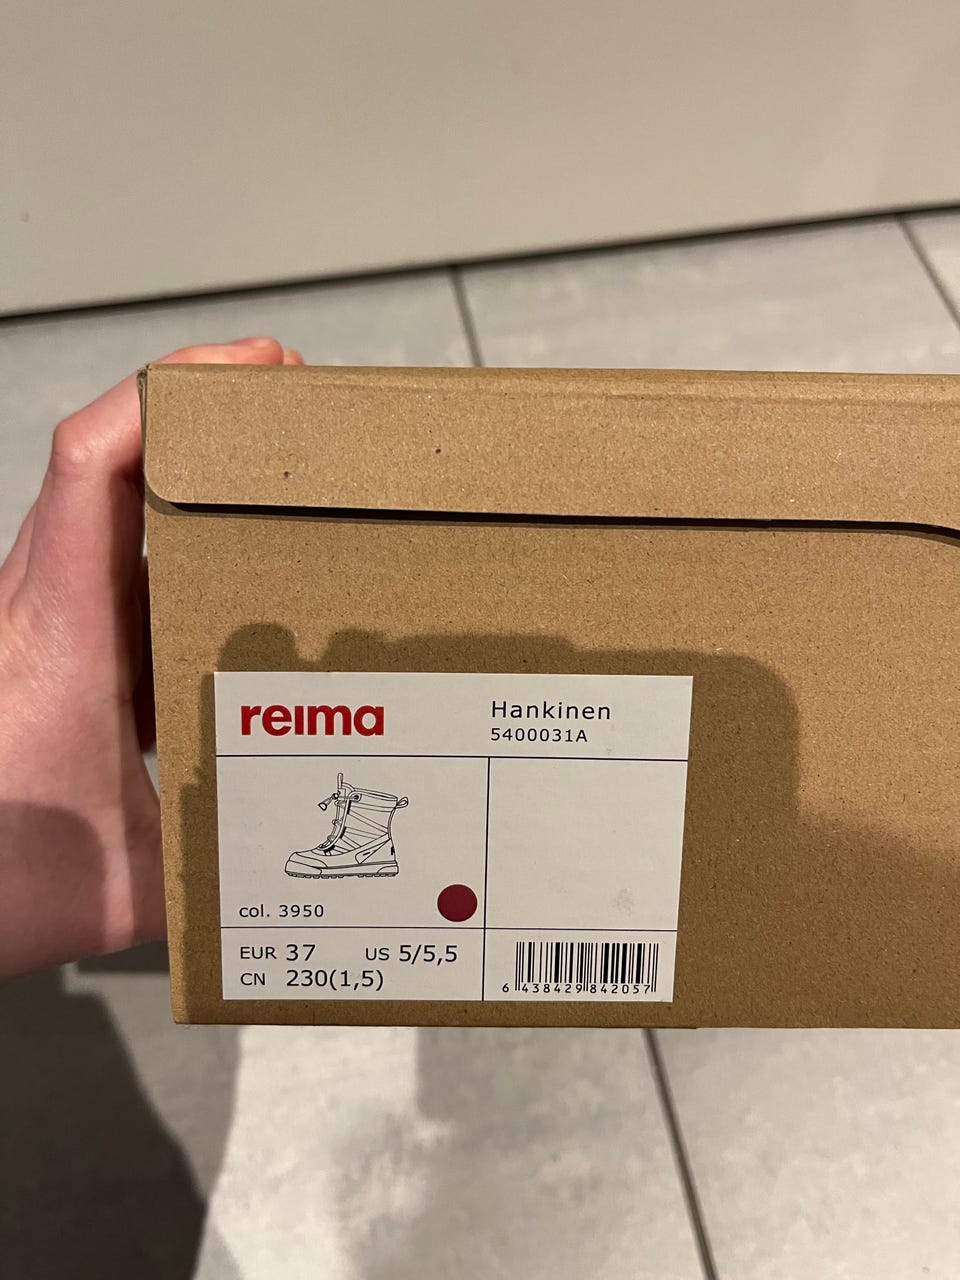 reima
Hankinen
5400031A
col. 3950
EUR 37 US 5/5,5
CN 230(1,5)
6 438429 842057